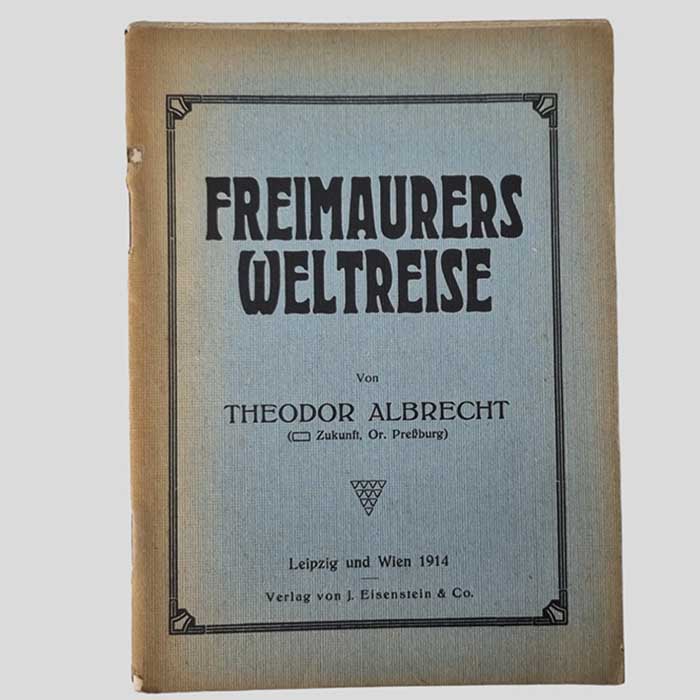 FREIMAURERS
WELTREISE
Von
THEODOR ALBRECHT
(▭ Zukunft, Or. Preßburg)
Leipzig und Wien 1914
Verlag von J. Eisenstein & Co.